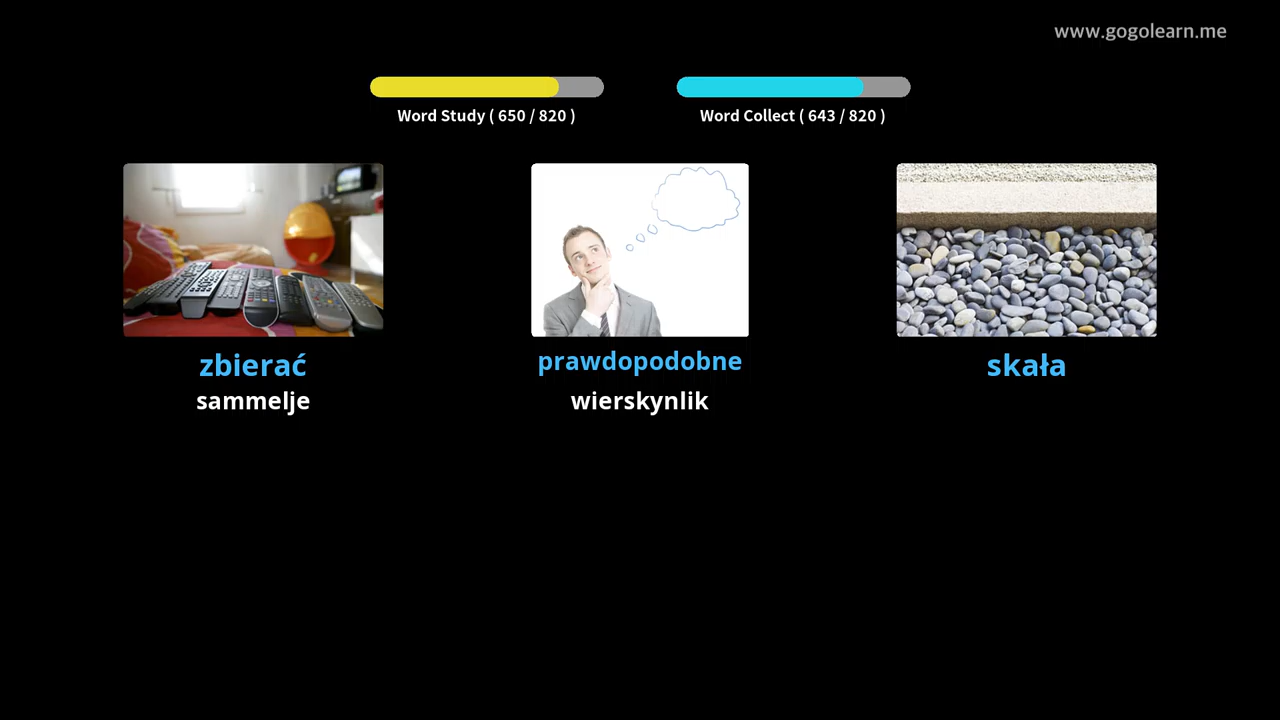 www.gogolearn.me
Word Study ( 650 / 820 )
Word Collect ( 643 / 820 )
zbierać
sammelje
prawdopodobne
wierskynlik
skała